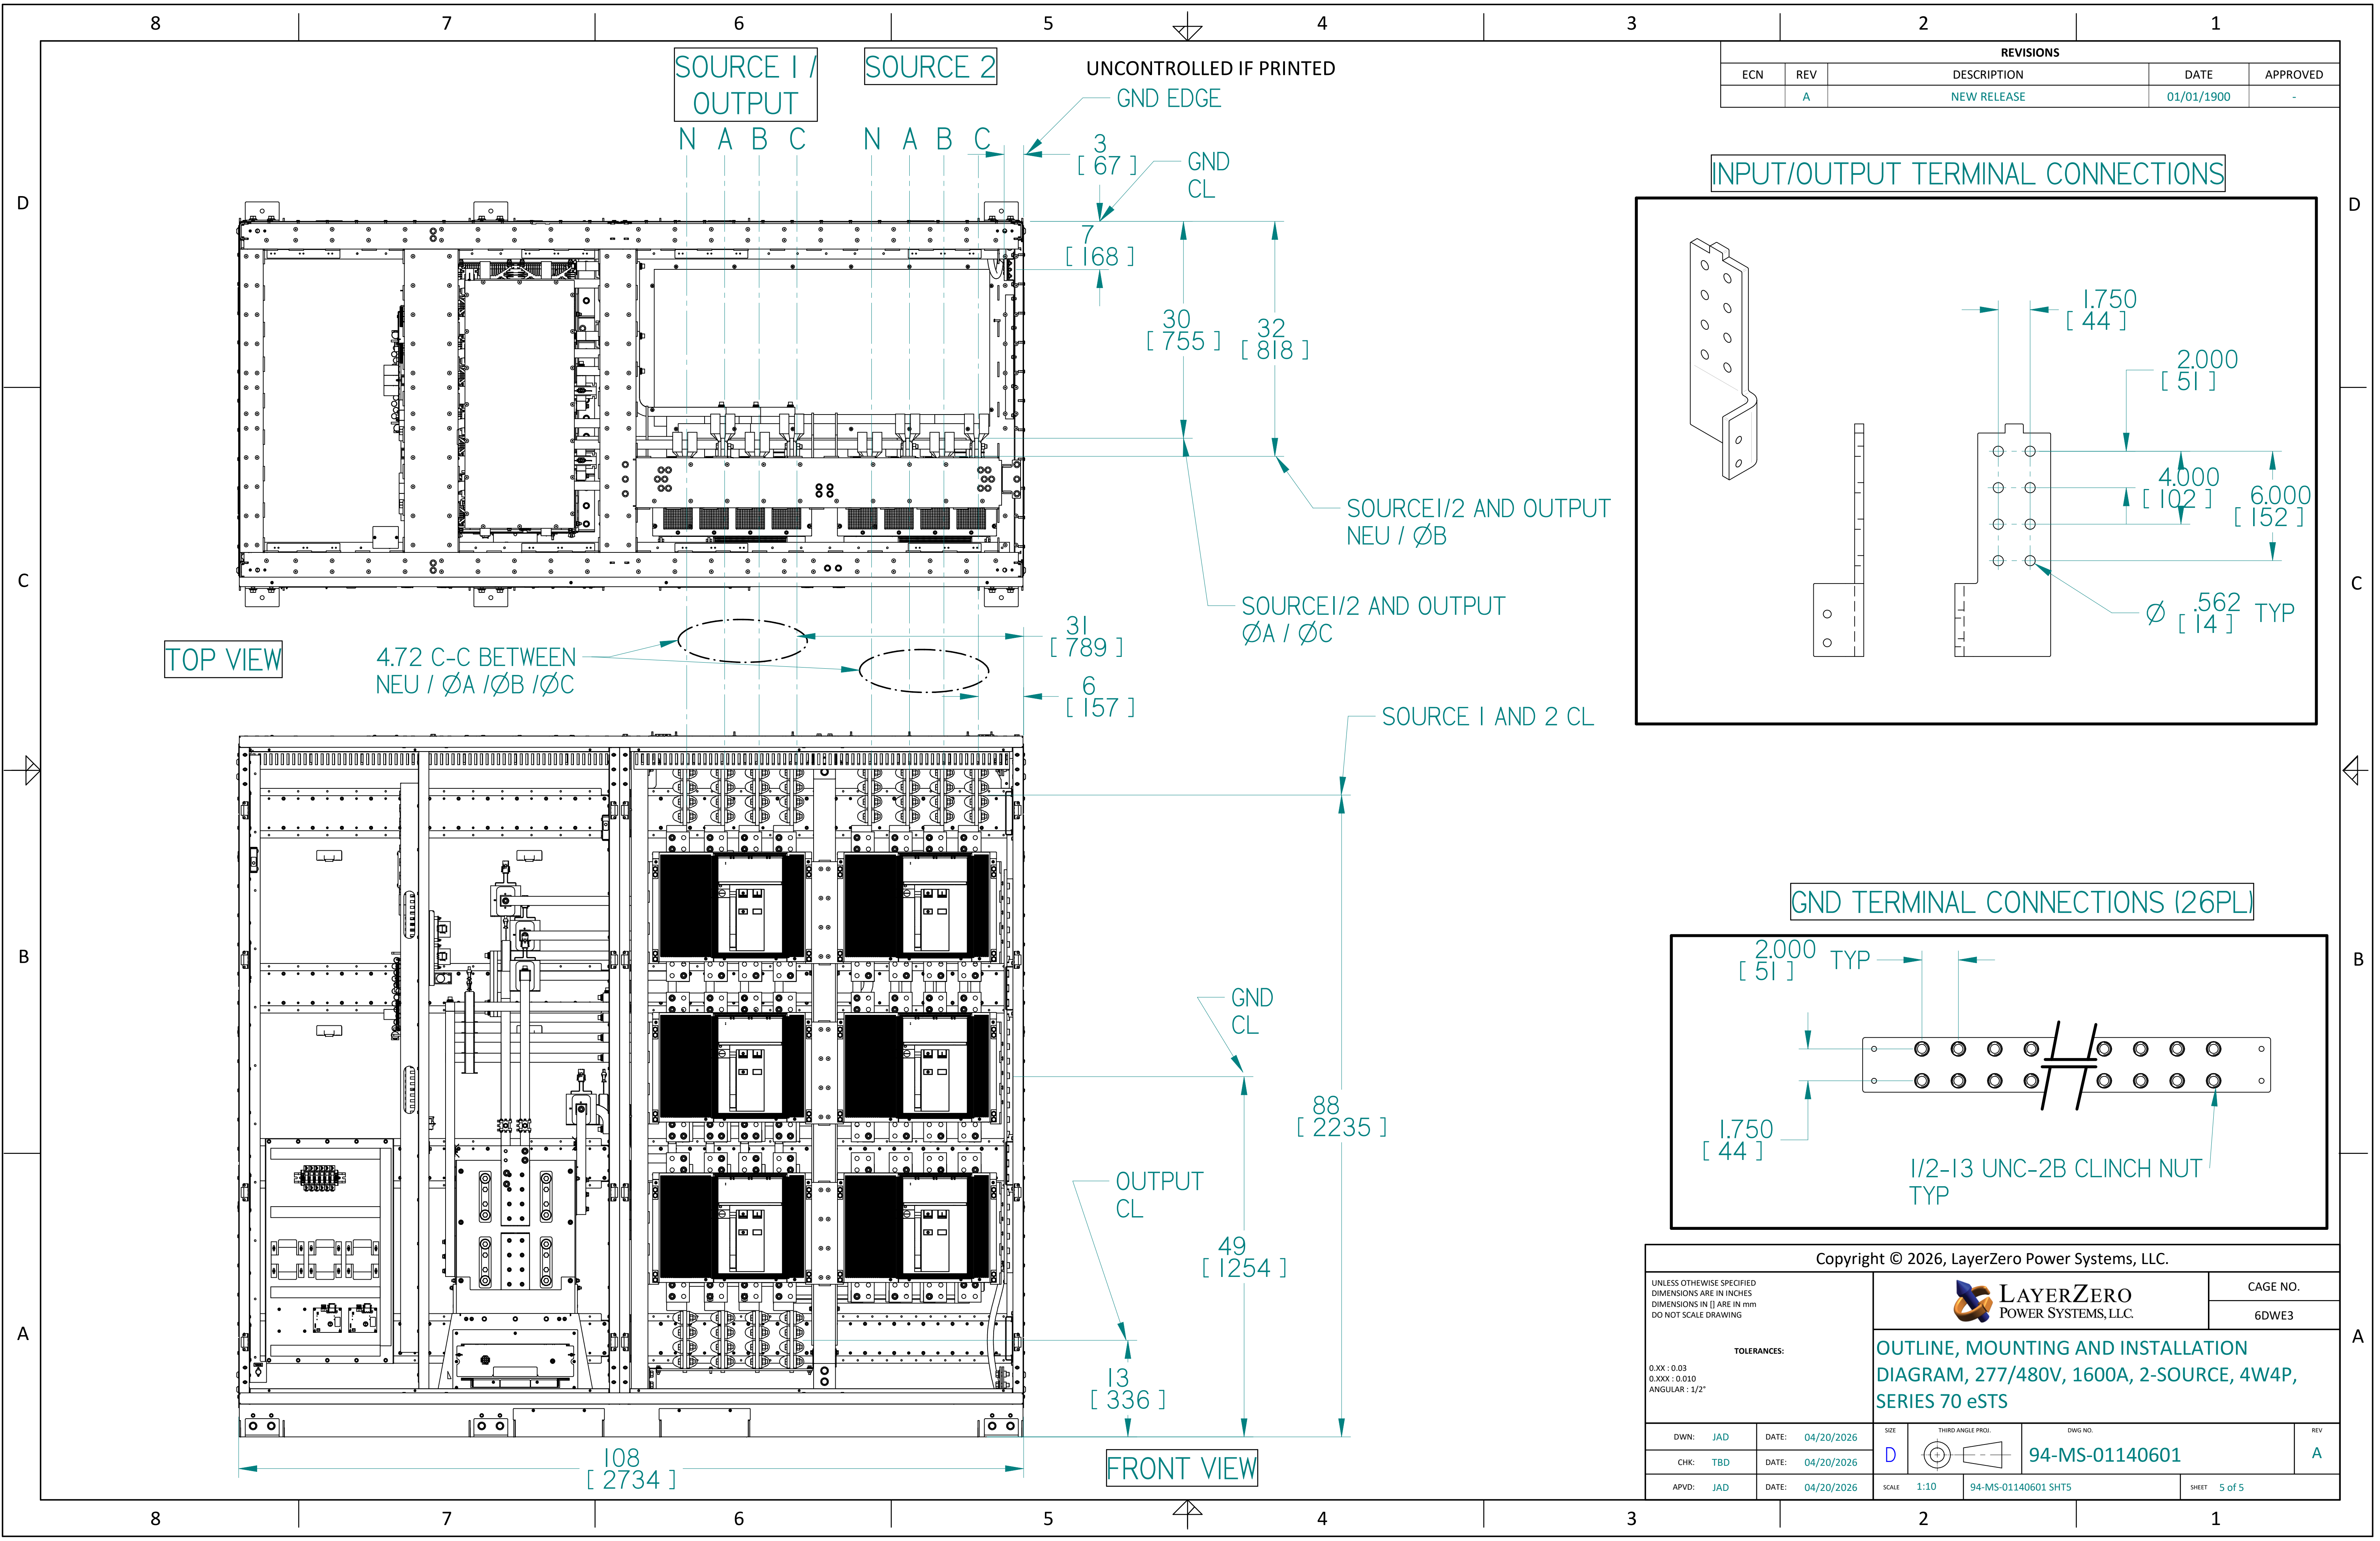 8
7
6
5
4
3
2
1
SOURCE 1 /
OUTPUT
SOURCE 2
UNCONTROLLED IF PRINTED
REVISIONS
ECN REV DESCRIPTION DATE APPROVED
A NEW RELEASE 01/01/1900 -
N A B C
N A B C
GND EDGE
3
[ 67 ]
GND
CL
7
[ 168 ]
30
[ 755 ]
32
[ 818 ]
SOURCE1/2 AND OUTPUT
NEU / ØB
SOURCE1/2 AND OUTPUT
ØA / ØC
TOP VIEW
4.72 C-C BETWEEN
NEU / ØA /ØB /ØC
31
[ 789 ]
6
[ 157 ]
D
C
B
A
INPUT/OUTPUT TERMINAL CONNECTIONS
1.750
[ 44 ]
2.000
[ 51 ]
4.000
[ 102 ]
6.000
[ 152 ]
Ø .562 TYP
[ 14 ]
SOURCE 1 AND 2 CL
GND
CL
88
[ 2235 ]
OUTPUT
CL
49
[ 1254 ]
13
[ 336 ]
108
[ 2734 ]
FRONT VIEW
GND TERMINAL CONNECTIONS (26PL)
2.000 TYP
[ 51 ]
1.750
[ 44 ]
1/2-13 UNC-2B CLINCH NUT
TYP
D
C
B
A
Copyright © 2026, LayerZero Power Systems, LLC.
UNLESS OTHEWISE SPECIFIED
DIMENSIONS ARE IN INCHES
DIMENSIONS IN [] ARE IN mm
DO NOT SCALE DRAWING
TOLERANCES:
0.XX : 0.03
0.XXX : 0.010
ANGULAR : 1/2°
LAYERZERO
POWER SYSTEMS, LLC.
CAGE NO.
6DWE3
OUTLINE, MOUNTING AND INSTALLATION
DIAGRAM, 277/480V, 1600A, 2-SOURCE, 4W4P,
SERIES 70 eSTS
DWN: JAD DATE: 04/20/2026
CHK: TBD DATE: 04/20/2026
APVD: JAD DATE: 04/20/2026
SIZE
D
THIRD ANGLE PROJ.
DWG NO.
94-MS-01140601
REV
A
SCALE 1:10
94-MS-01140601 SHT5
SHEET 5 of 5
8
7
6
5
4
3
2
1